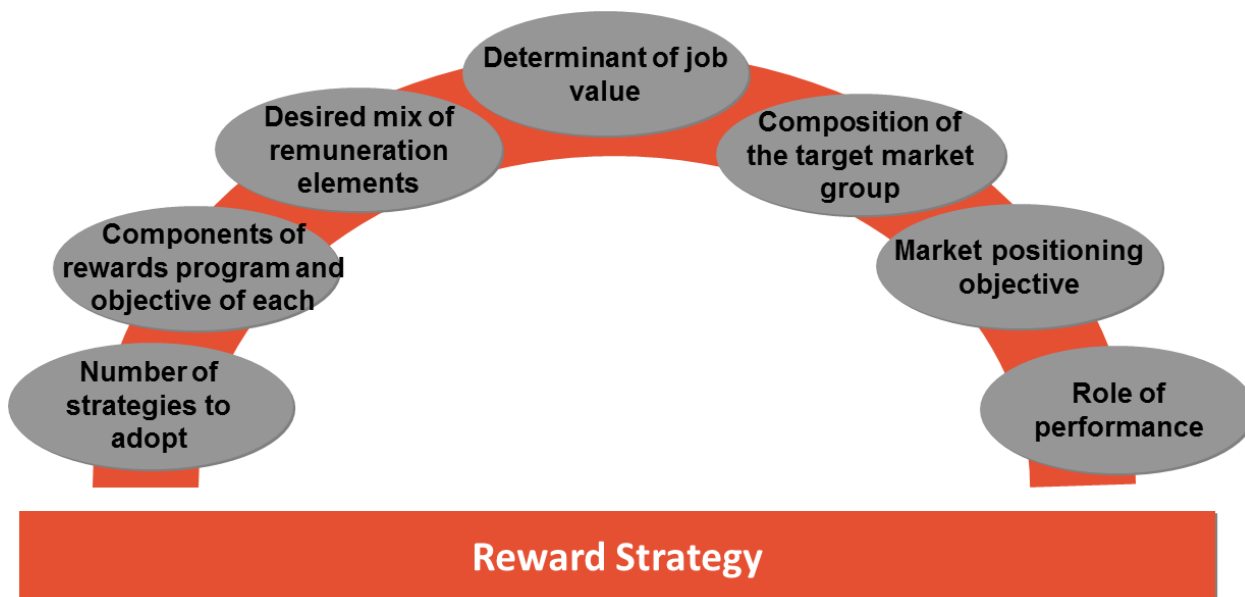 Number of
strategies to
adopt
Components of
rewards program and
objective of each
Desired mix of
remuneration
elements
Determinant of job
value
Composition of
the target market
group
Market positioning
objective
Role of
performance
Reward Strategy